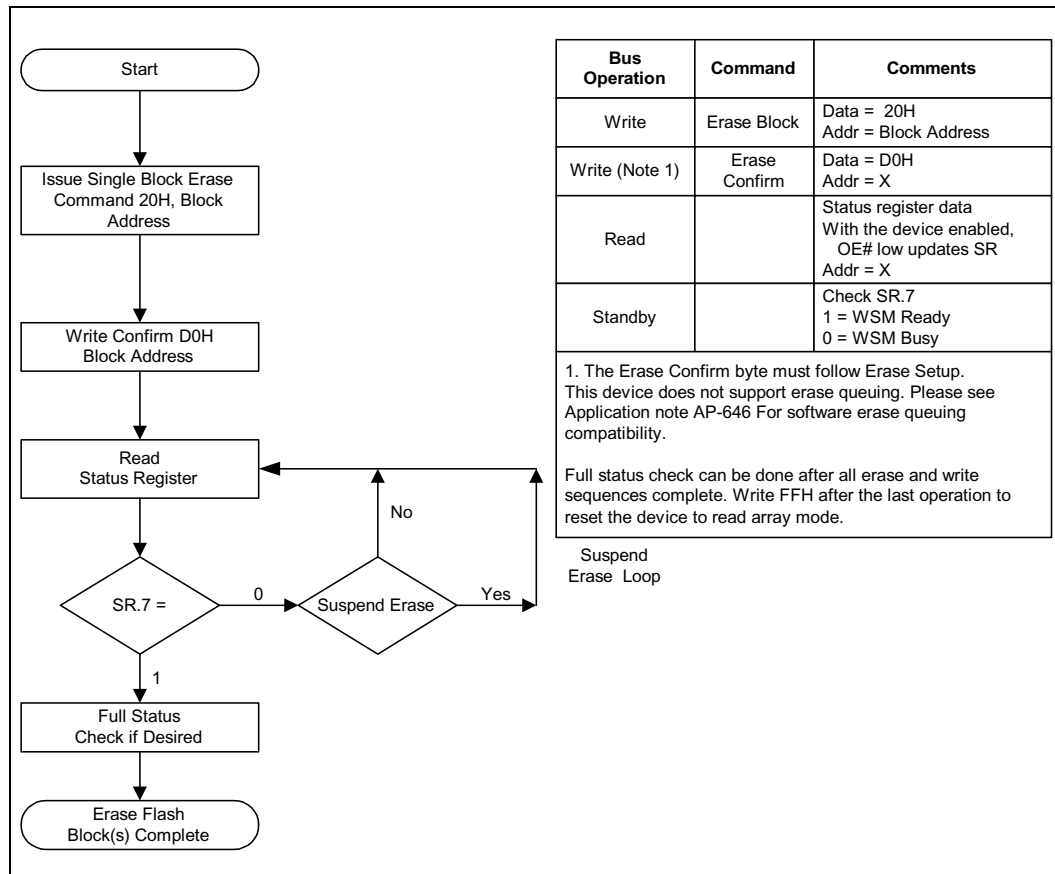 Start
Issue Single Block Erase
Command 20H, Block
Address
Write Confirm D0H
Block Address
Read
Status Register
No
SR.7 =
0
Suspend Erase
Yes
1
Full Status
Check if Desired
Erase Flash
Block(s) Complete
Suspend
Erase Loop
Bus
Operation
Command
Comments
Write
Erase Block
Data = 20H
Addr = Block Address
Write (Note 1)
Erase
Confirm
Data = D0H
Addr = X
Read
Status register data
With the device enabled,
OE# low updates SR
Addr = X
Standby
Check SR.7
1 = WSM Ready
0 = WSM Busy
1. The Erase Confirm byte must follow Erase Setup.
This device does not support erase queuing. Please see
Application note AP-646 For software erase queuing
compatibility.
Full status check can be done after all erase and write
sequences complete. Write FFH after the last operation to
reset the device to read array mode.